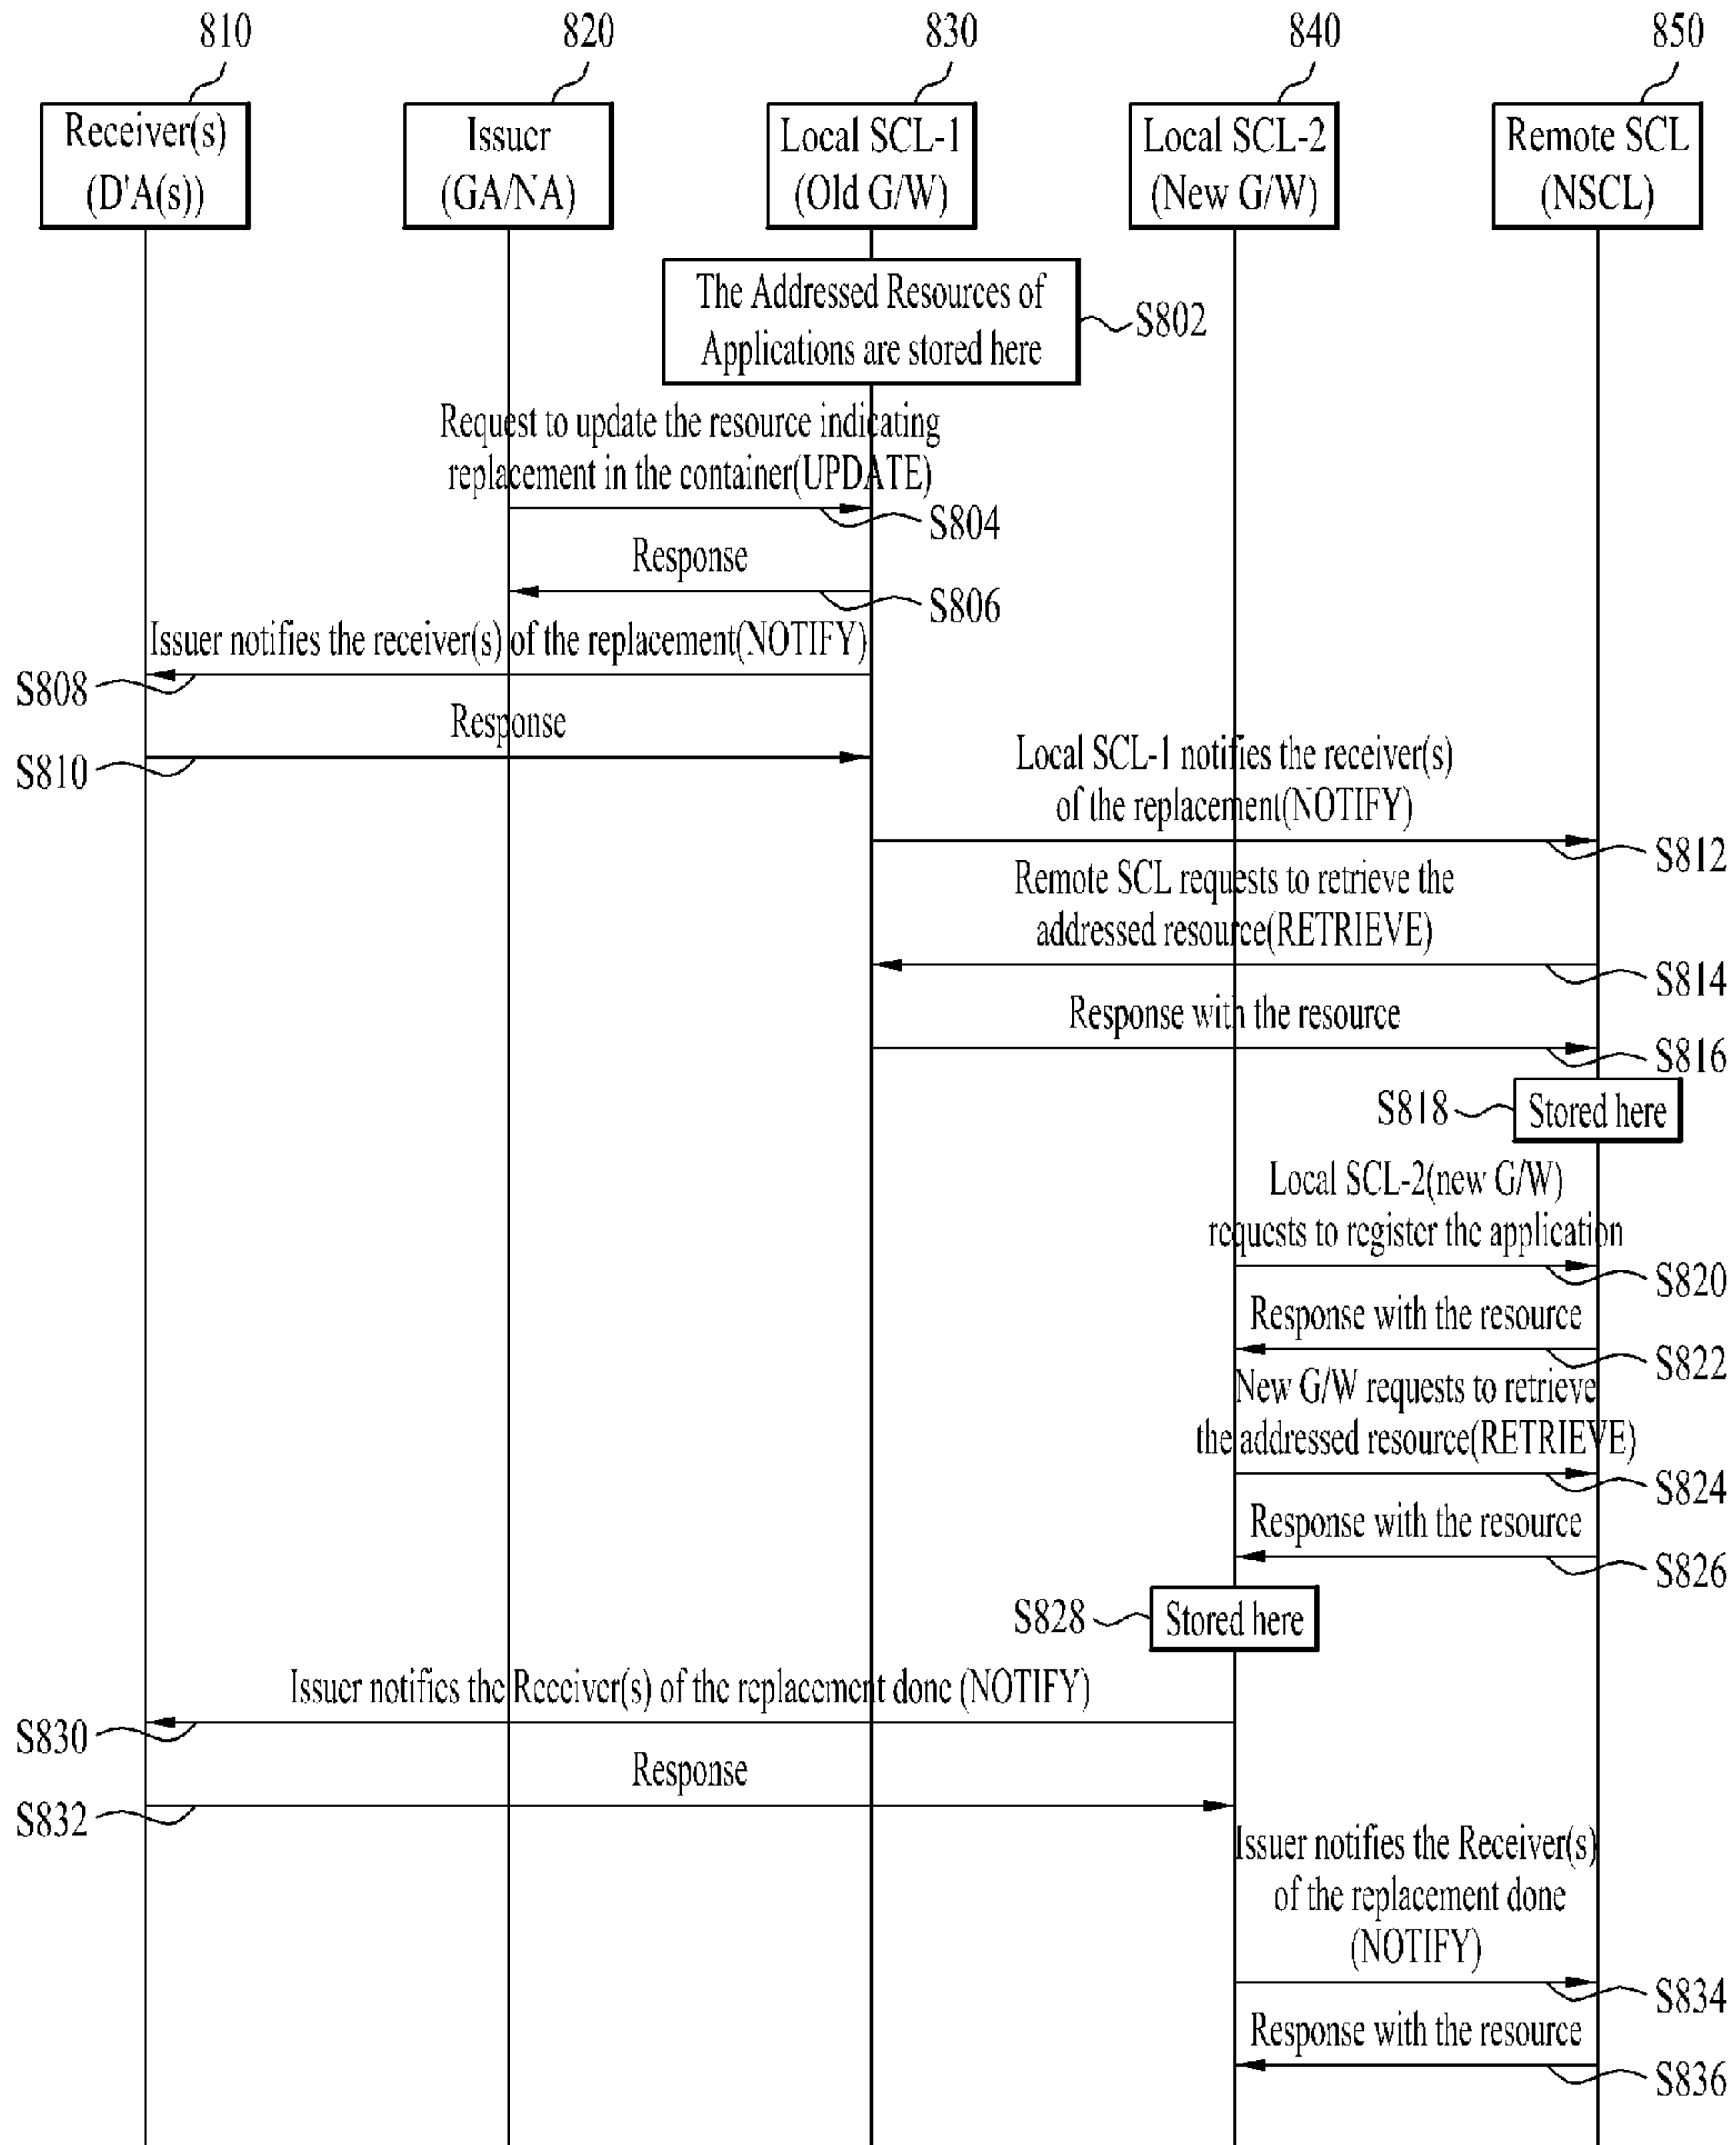 810
820
830
840
850
Receiver(s)
(D'A(s))
Issuer
(GA/NA)
Local SCL-1
(Old G/W)
Local SCL-2
(New G/W)
Remote SCL
(NSCL)
The Addressed Resources of
Applications are stored here
S802
Request to update the resource indicating
replacement in the container(UPDATE)
S804
Response
S806
Issuer notifies the receiver(s) of the replacement(NOTIFY)
S808
Response
S810
Local SCL-1 notifies the receiver(s)
of the replacement(NOTIFY)
S812
Remote SCL requests to retrieve the
addressed resource(RETRIEVE)
S814
Response with the resource
S816
S818
Stored here
Local SCL-2(new G/W)
requests to register the application
S820
Response with the resource
S822
New G/W requests to retrieve
the addressed resource(RETRIEVE)
S824
Response with the resource
S826
S828
Stored here
Issuer notifies the Receiver(s) of the replacement done (NOTIFY)
S830
Response
S832
Issuer notifies the Receiver(s)
of the replacement done
(NOTIFY)
S834
Response with the resource
S836